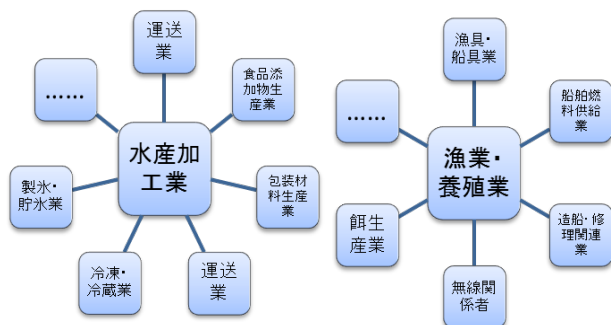 運送
業
食品添
加物生
産業
……
水産加
工業
包装材
料生産
業
製氷・
貯氷業
冷凍・
冷蔵業
運送
業
漁具・
船具業
船舶燃
料供給
業
……
漁業・
養殖業
造船・修
理関連
業
餌生
産業
無線関
係者